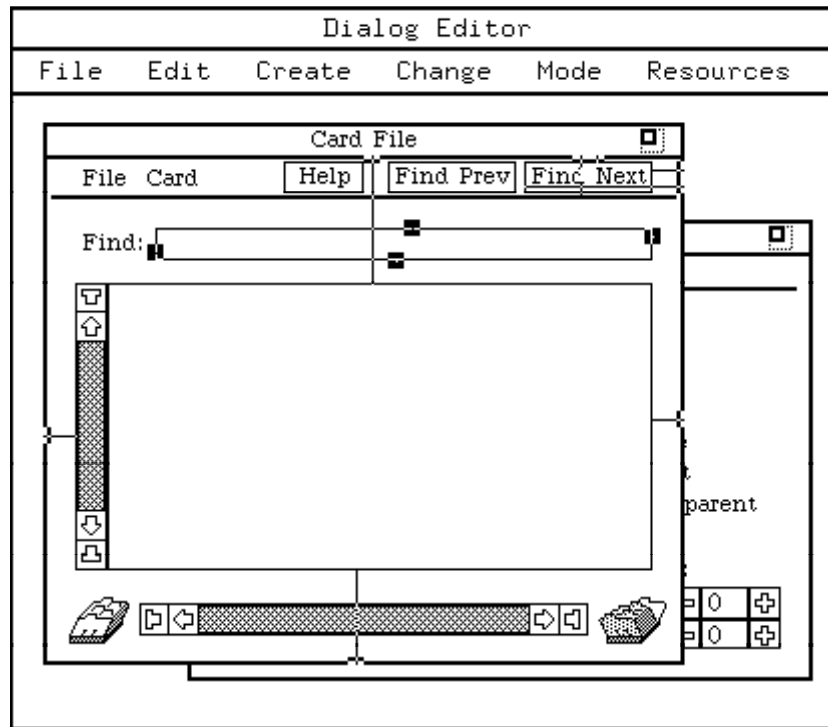 Dialog Editor
File Edit Create Change Mode Resources
Card File
File Card Help Find Prev Find Next
Find:
t
parent
0
0